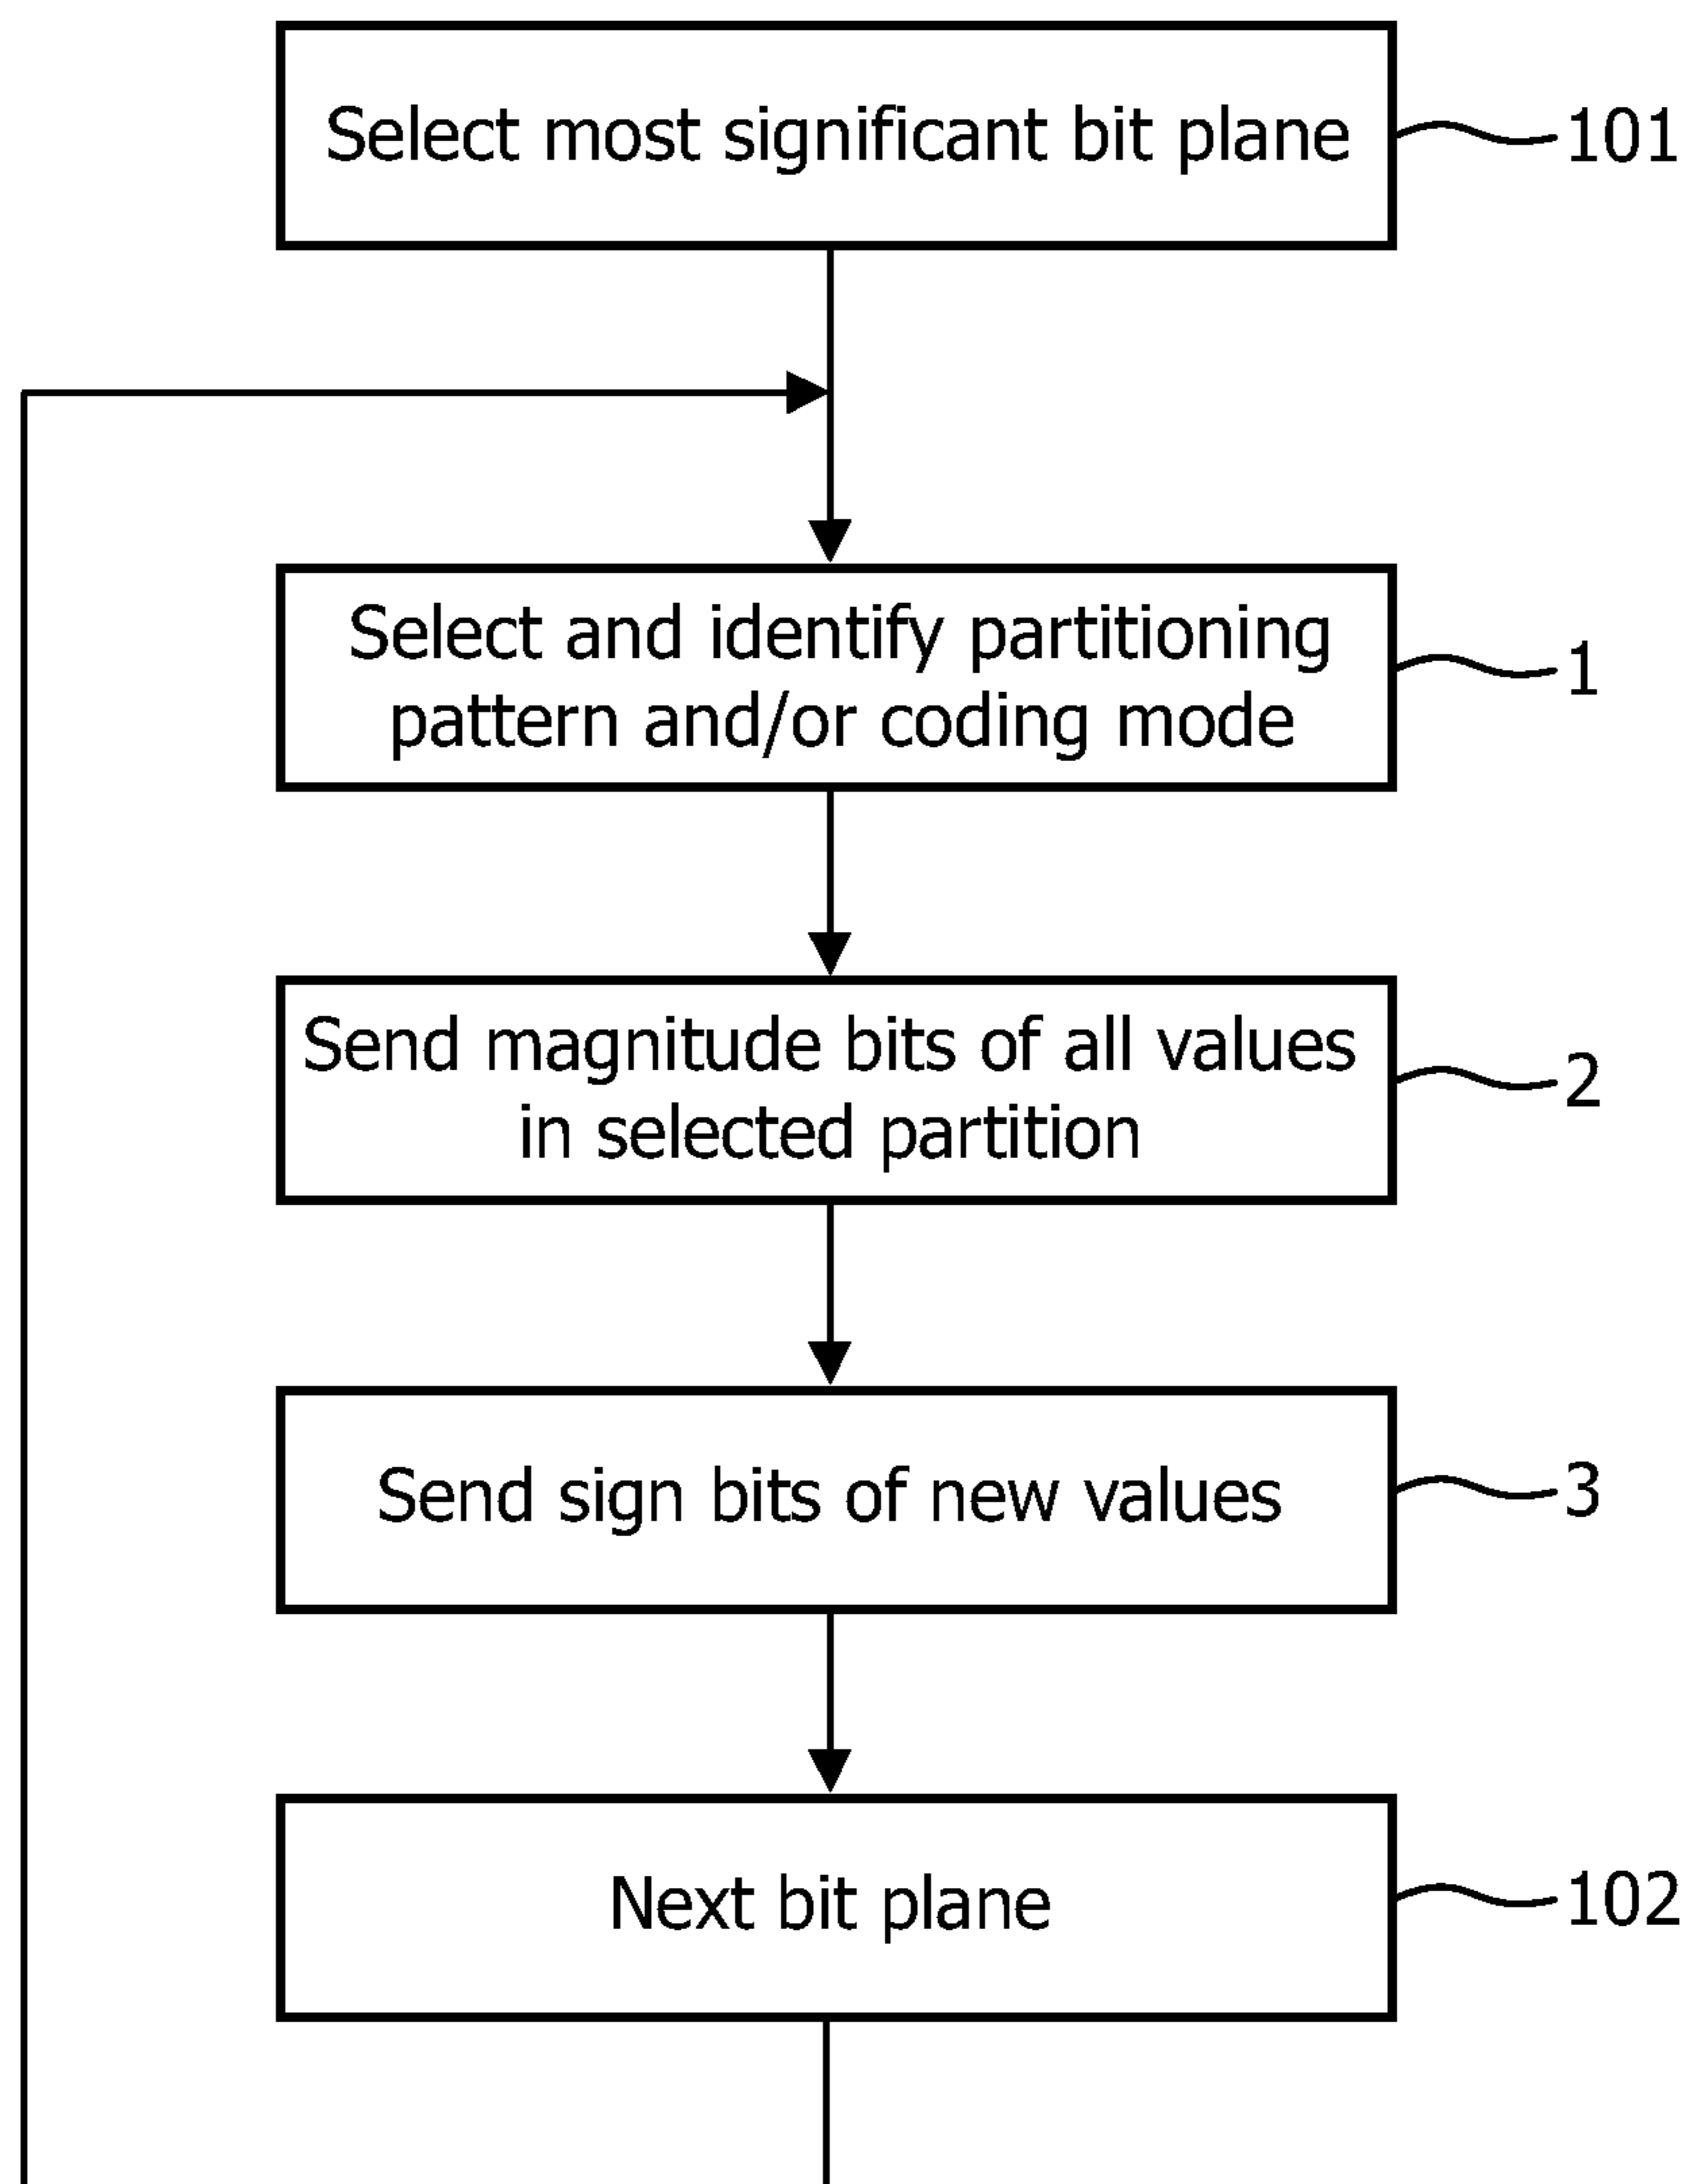 Select most significant bit plane
101
Select and identify partitioning
pattern and/or coding mode
1
Send magnitude bits of all values
in selected partition
2
Send sign bits of new values
3
Next bit plane
102